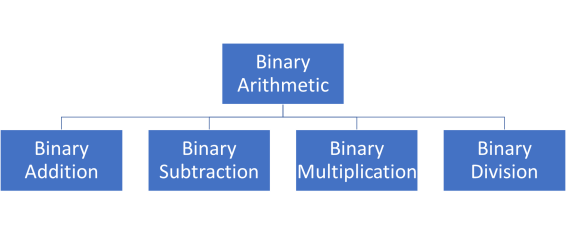 Binary
Arithmetic
Binary
Addition
Binary
Subtraction
Binary
Multiplication
Binary
Division